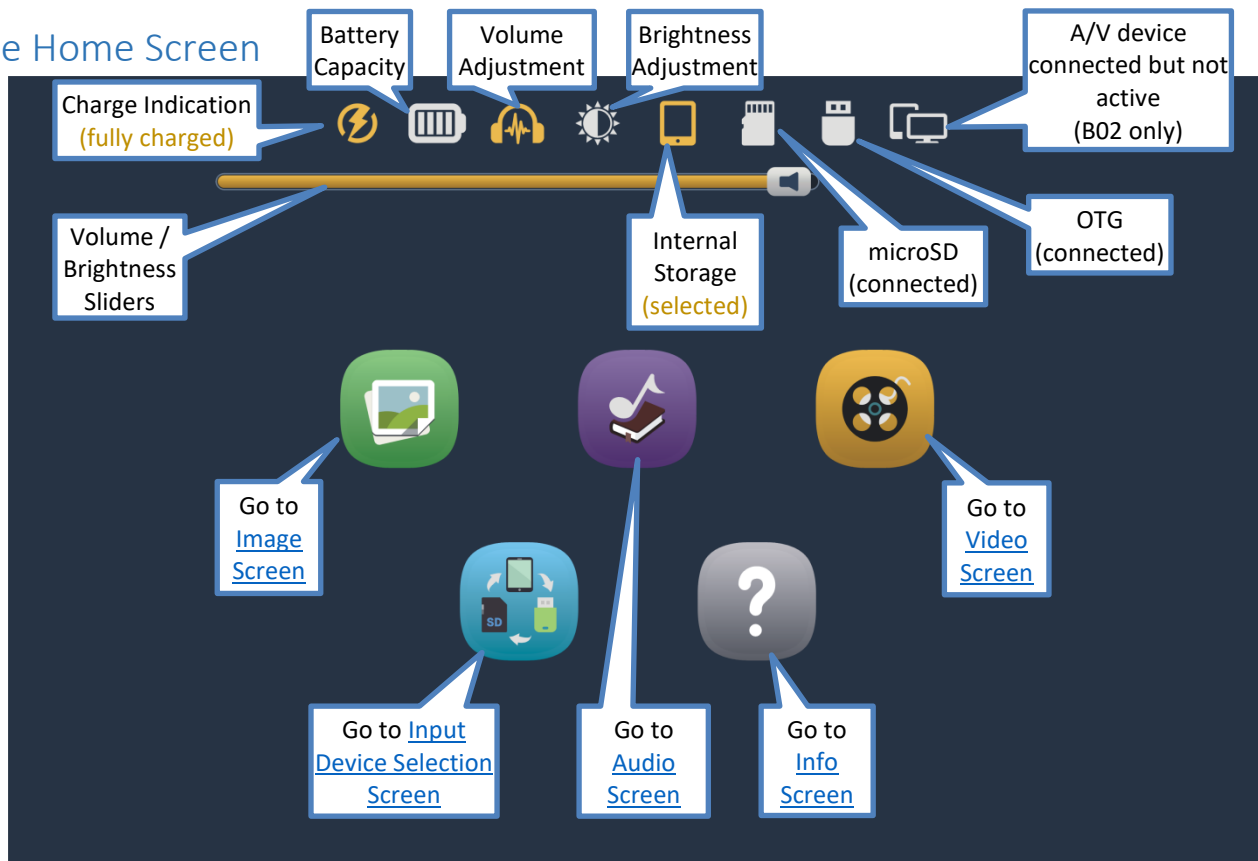 e Home Screen
Battery
Capacity
Volume
Adjustment
Brightness
Adjustment
A/V device
connected but not
active
(B02 only)
Charge Indication
(fully charged)
Volume /
Brightness
Sliders
Internal
Storage
(selected)
microSD
(connected)
OTG
(connected)
Go to
Image
Screen
Go to
Video
Screen
SD
?
Go to Input
Device Selection
Screen
Go to
Audio
Screen
Go to
Info
Screen